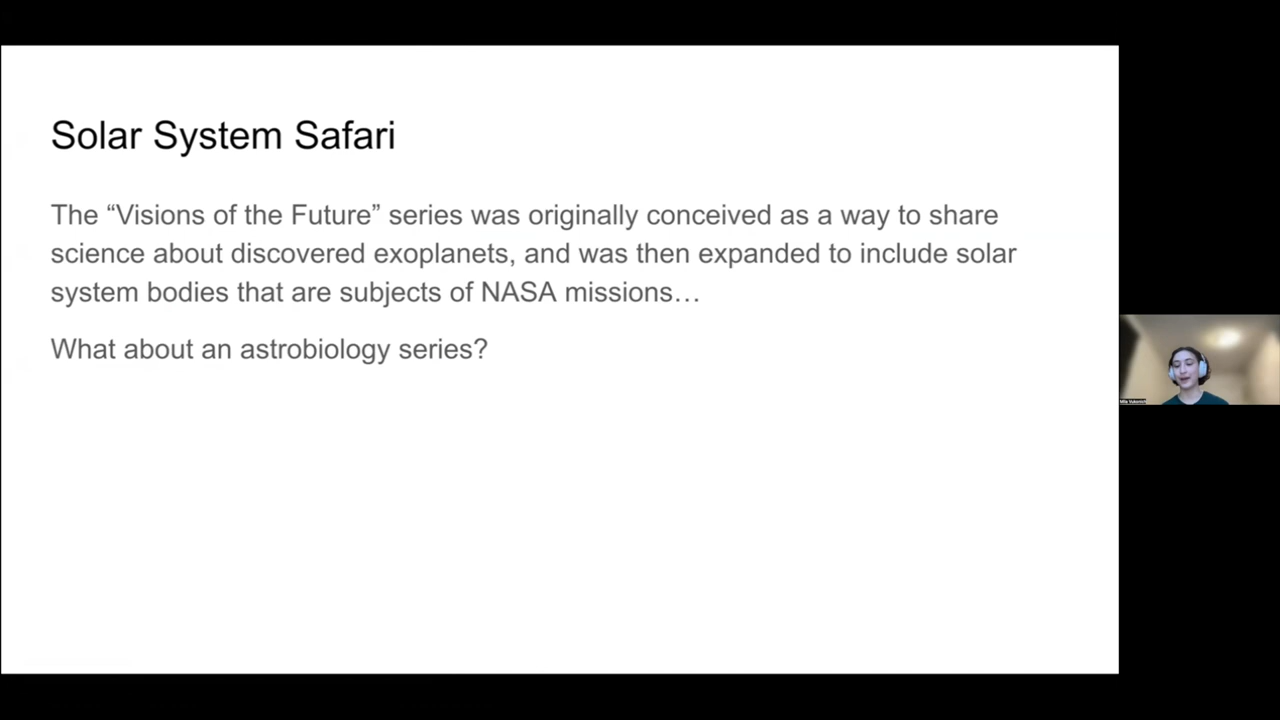 Solar System Safari
The “Visions of the Future” series was originally conceived as a way to share
science about discovered exoplanets, and was then expanded to include solar
system bodies that are subjects of NASA missions…
What about an astrobiology series?
Mila Vukovich